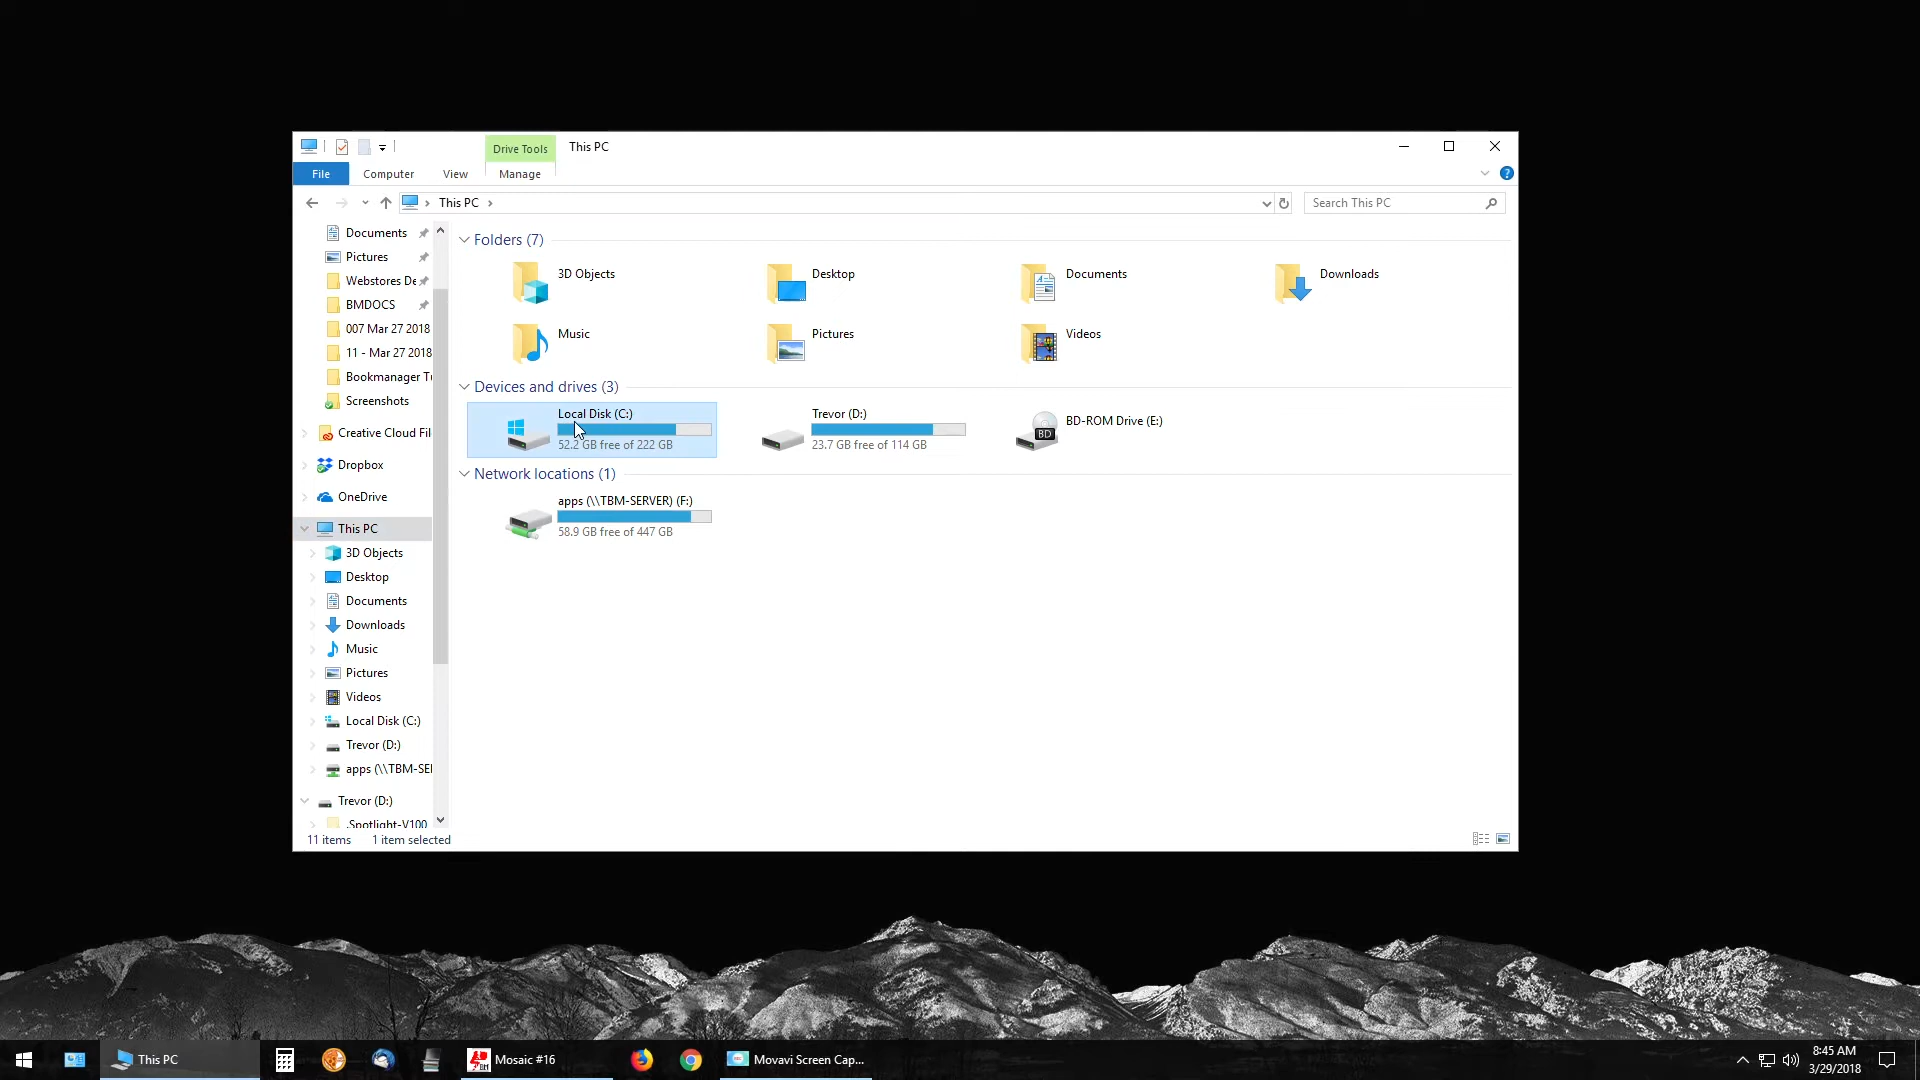 Drive Tools
This PC
File
Computer
View
Manage
This PC
Search This PC
Documents
Pictures
Webstores De
BMDOCS
007 Mar 27 2018
11 - Mar 27 2018
Bookmanager Tu
Screenshots
Creative Cloud Fil
Dropbox
OneDrive
This PC
3D Objects
Desktop
Documents
Downloads
Music
Pictures
Videos
Local Disk (C:)
Trevor (D:)
apps (\\TBM-SEI
Trevor (D:)
.Spotlight-V100
Folders (7)
3D Objects
Desktop
Documents
Downloads
Music
Pictures
Videos
Devices and drives (3)
Local Disk (C:)
52.2 GB free of 222 GB
Trevor (D:)
23.7 GB free of 114 GB
BD-ROM Drive (E:)
BD
Network locations (1)
apps (\\TBM-SERVER) (F:)
58.9 GB free of 447 GB
11 items
1 item selected
This PC
BM
Mosaic #16
Movavi Screen Cap...
8:45 AM
3/29/2018